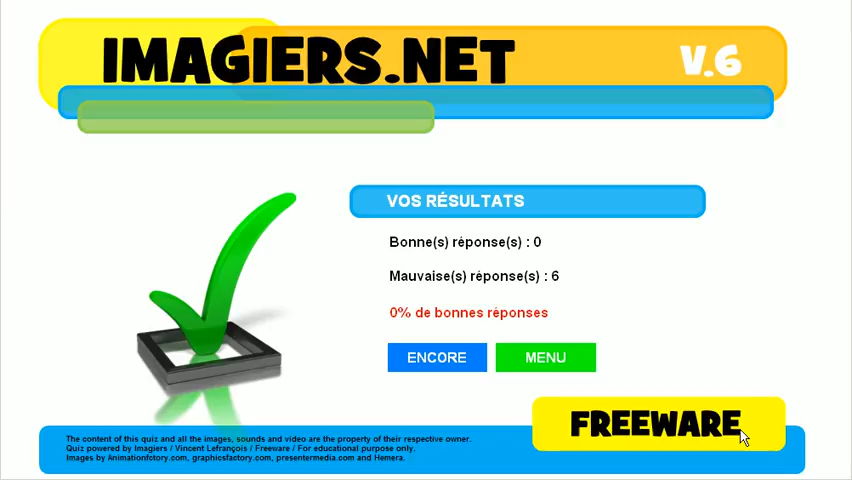 IMAGIERS.NET
V.6
VOS RÉSULTATS
Bonne(s) réponse(s) : 0
Mauvaise(s) réponse(s) : 6
0% de bonnes réponses
ENCORE
MENU
FREEWARE
The content of this quiz and all the images, sounds and video are the property of their respective owner.
Quiz powered by Imagiers / Vincent Lefrançois / Freeware / For educational purpose only.
Images by Animationfctory.com, graphicsfactory.com, presentermedia.com and Hemera.